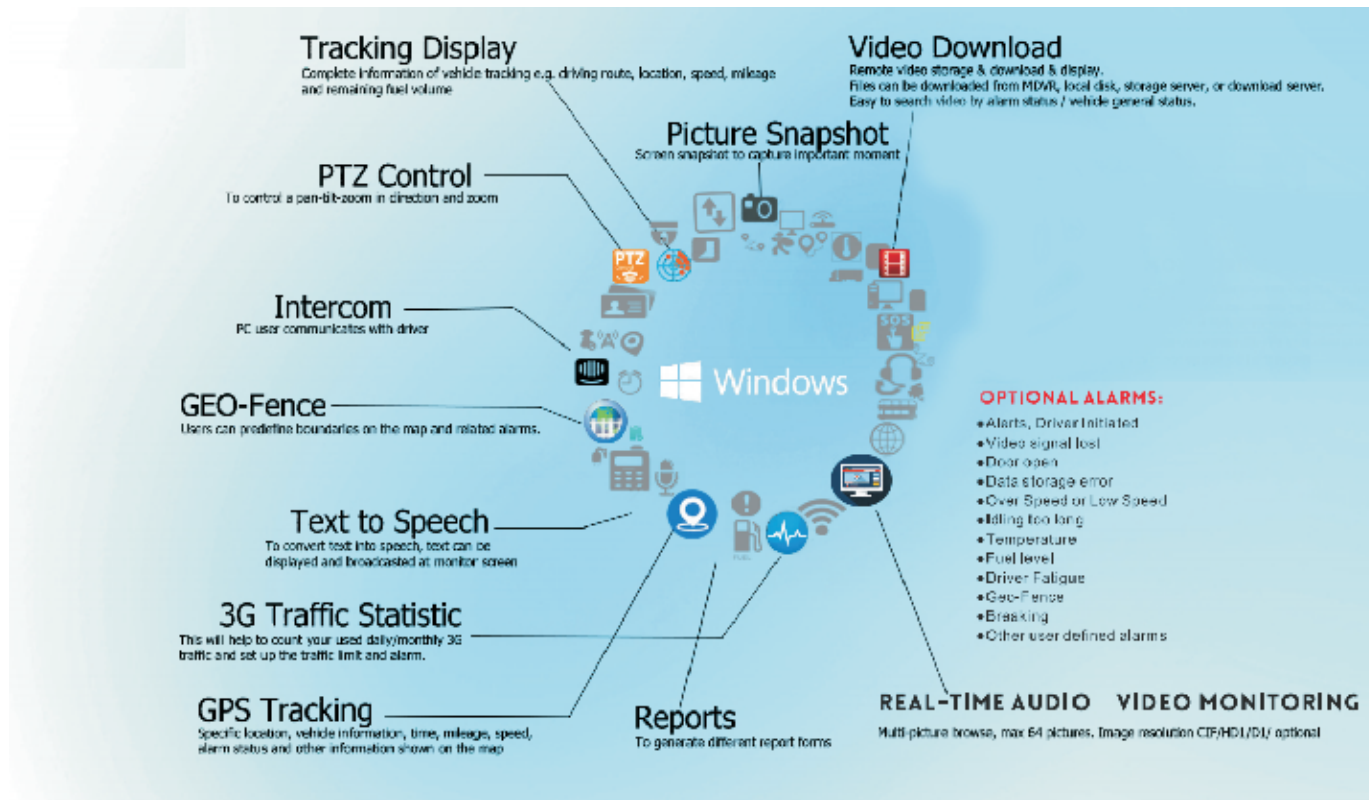 Tracking Display
Complete information of vehicle tracking e.g. driving route, location, speed, mileage
and remaining fuel volume
Video Download
Remote video storage & download & display.
Files can be downloaded from MDVR, local disk, storage server, or download server.
Easy to search video by alarm status / vehicle general status.
Picture Snapshot
Screen snapshot to capture important moment
PTZ Control
To control a pan-tilt-zoom in direction and zoom
PTZ
Intercom
PC user communicates with driver
SOS
Windows
GEO-Fence
Users can predefine boundaries on the map and related alarms.
OPTIONAL ALARMS:
●Alerts, Driver Initiated
●Video signal lost
●Door open
●Data storage error
●Over Speed or Low Speed
●Idling too long
●Temperature
●Fuel level
●Driver Fatigue
●Geo-Fence
●Breaking
●Other user defined alarms
Text to Speech
To convert text into speech, text can be
displayed and broadcasted at monitor screen
FUEL
3G Traffic Statistic
This will help to count your used daily/monthly 3G
traffic and set up the traffic limit and alarm.
GPS Tracking
Specific location, vehicle information, time, mileage, speed,
alarm status and other information shown on the map
Reports
To generate different report forms
REAL-TIME AUDIO VIDEO MONITORING
Multi-picture browse, max 64 pictures. Image resolution CIF/HD1/D1/ optional